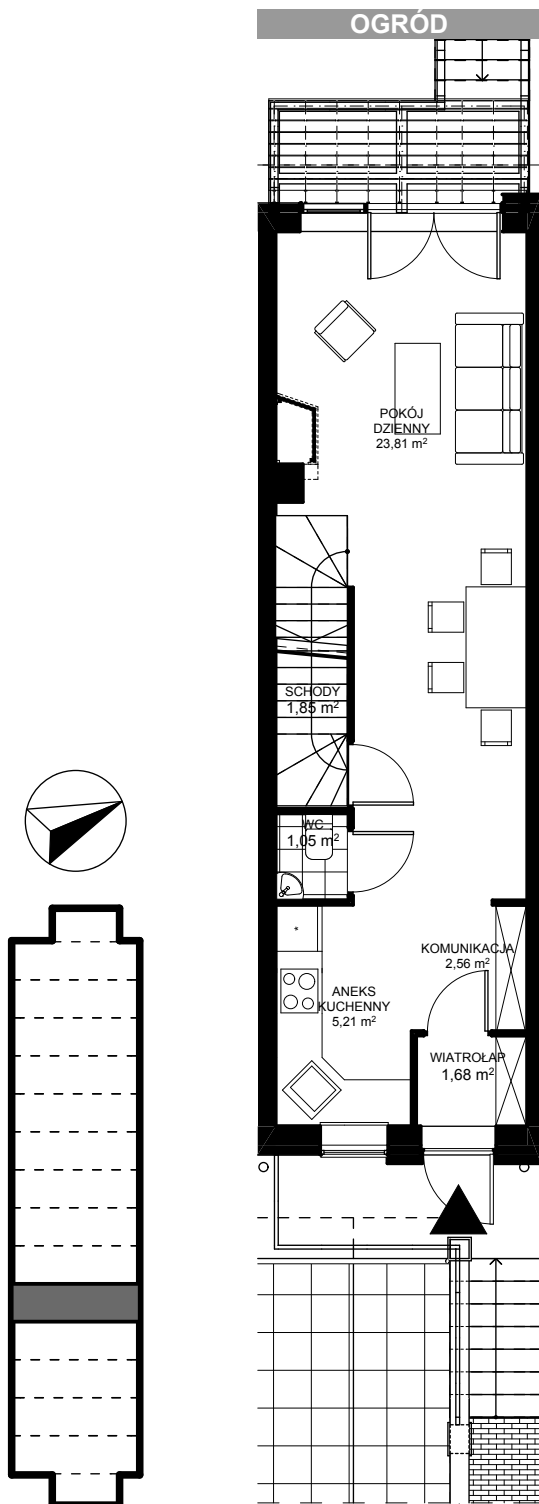 OGRÓD
POKÓJ
DZIENNY
23,81 m²
SCHODY
1,85 m²
WC
1,05 m²
KOMUNIKACJA
2,56 m²
ANEKS
KUCHENNY
5,21 m²
WIATROŁAP
1,68 m²